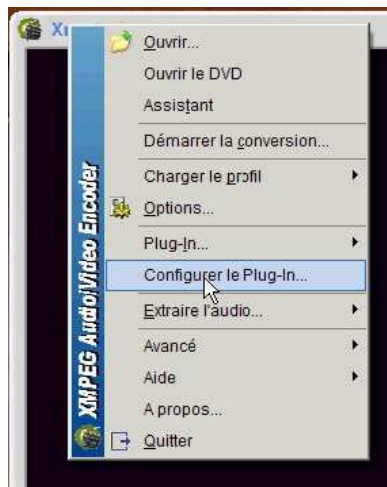 Ouvrir...
Ouvrir le DVD
Assistant
Démarrer la conversion...
Charger le profil
Options...
Plug-In...
Configurer le Plug-In...
Extraire l'audio...
Avancé
Aide
A propos...
Quitter
XMPEG Audio/Video Encoder